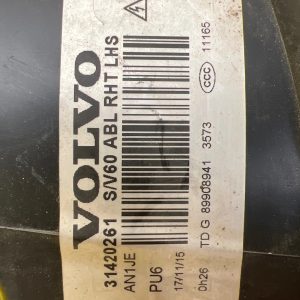 VOLVO
31420261 S/V60 ABL RHT LHS
AN1JE
PU6
17/11/15
0h26 TD G 89908941 3573
CCC 11165